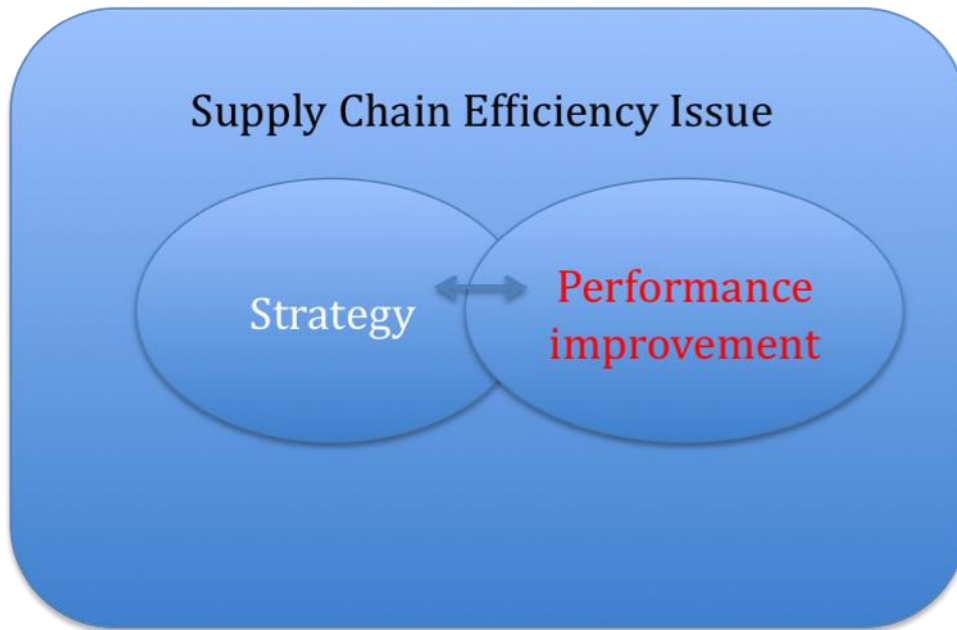 Supply Chain Efficiency Issue
Strategy
Performance
improvement